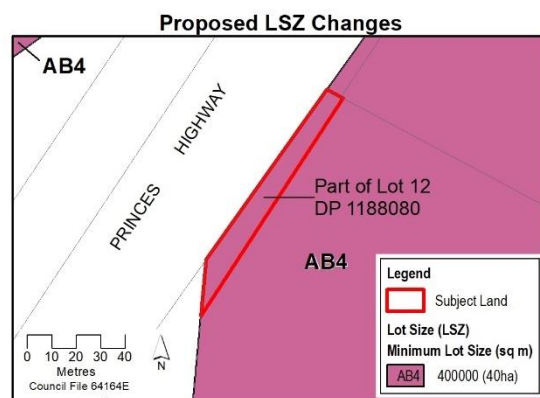 Proposed LSZ Changes
AB4
PRINCES HIGHWAY
Part of Lot 12
DP 1188080
AB4
0 10 20 30 40
Metres
Council File 64164E
N
Legend
Subject Land
Lot Size (LSZ)
Minimum Lot Size (sq m)
AB4 400000 (40ha)